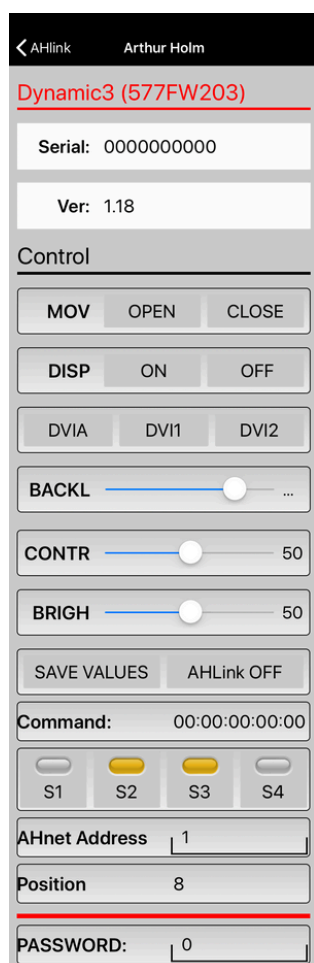 AHlink Arthur Holm
Dynamic3 (577FW203)
Serial: 0000000000
Ver: 1.18
Control
MOV OPEN CLOSE
DISP ON OFF
DVIA DVI1 DVI2
BACKL ...
CONTR 50
BRIGH 50
SAVE VALUES AHLink OFF
Command: 00:00:00:00:00
S1 S2 S3 S4
AHnet Address 1
Position 8
PASSWORD: 0